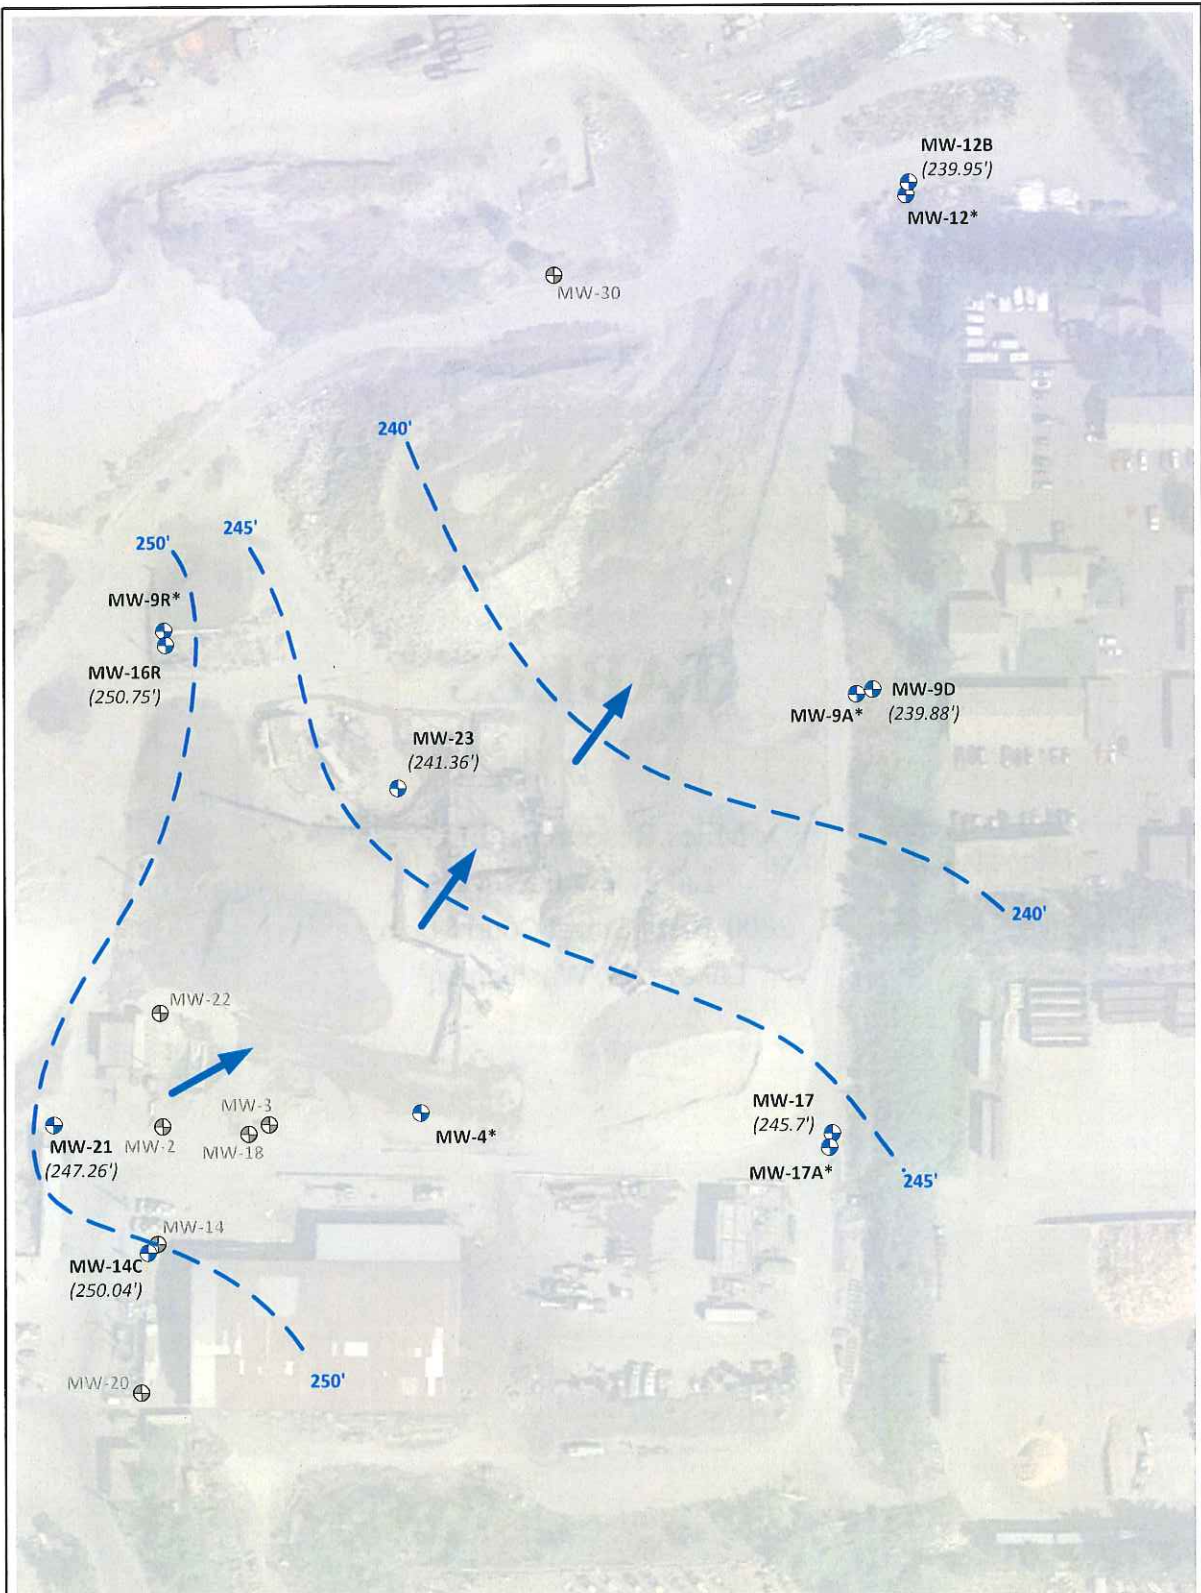 MW-12B
(239.95')
MW-12*
MW-30
240'
245'
250'
MW-9R*
MW-16R
(250.75')
MW-9D
(239.88')
MW-9A*
MW-23
(241.36')
240'
MW-22
MW-3
MW-17
(245.7')
MW-4*
MW-21
(247.26')
MW-2
MW-18
MW-17A*
245'
MW-14
MW-14C
(250.04')
MW-20
250'